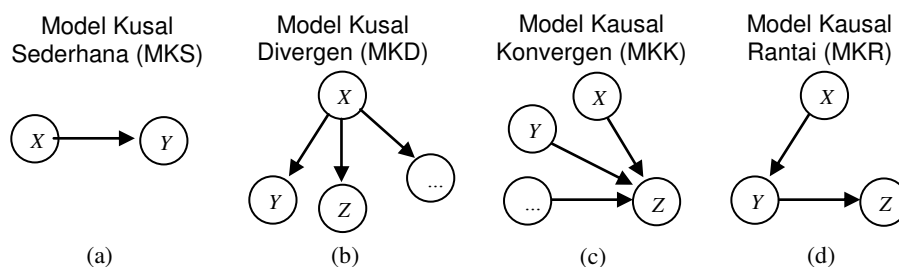 Model Kusal
Sederhana (MKS)
X
Y
(a)
Model Kusal
Divergen (MKD)
X
Y
Z
...
(b)
Model Kausal
Konvergen (MKK)
X
Y
...
Z
(c)
Model Kausal
Rantai (MKR)
X
Y
Z
(d)